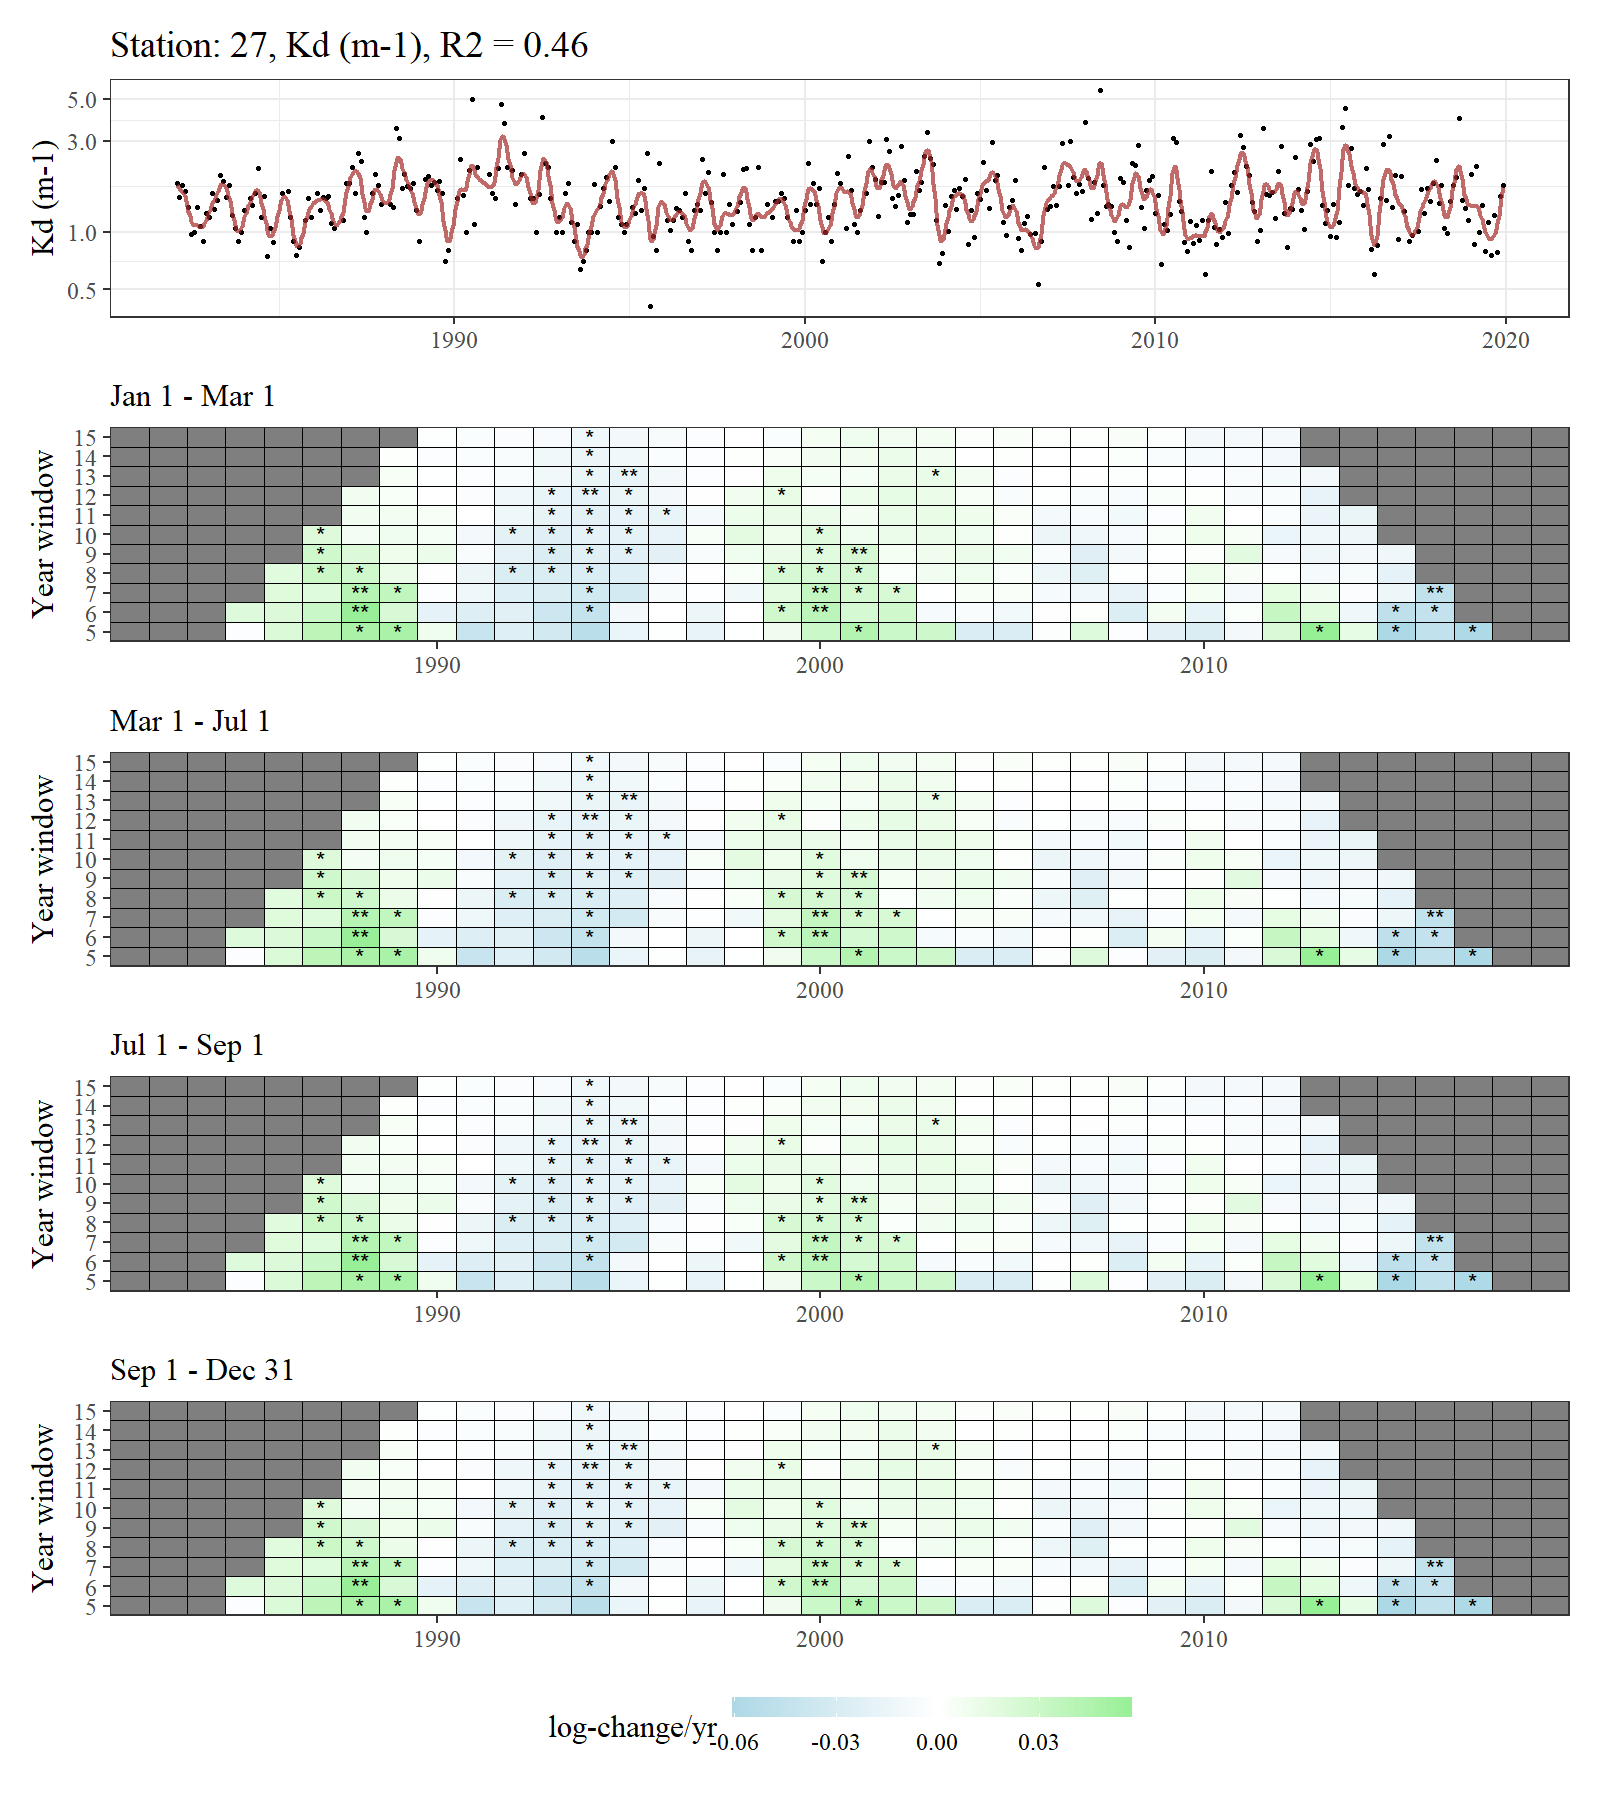 Station: 27, Kd (m-1), R2 = 0.46
Kd (m-1)
5.0
3.0
1.0
0.5
1990 2000 2010 2020
Jan 1 - Mar 1
Year window
15
14
13
12
11
10
9
8
7
6
5
1990 2000 2010
Mar 1 - Jul 1
Year window
15
14
13
12
11
10
9
8
7
6
5
1990 2000 2010
Jul 1 - Sep 1
Year window
15
14
13
12
11
10
9
8
7
6
5
1990 2000 2010
Sep 1 - Dec 31
Year window
15
14
13
12
11
10
9
8
7
6
5
1990 2000 2010
log-change/yr
-0.06 -0.03 0.00 0.03